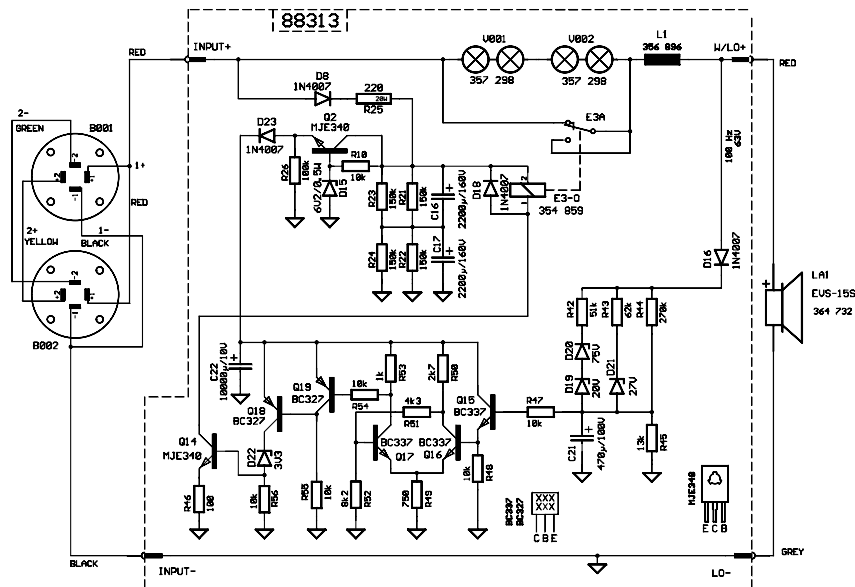 88313
INPUT+
V001
V002
L1
356 896
W/LO+
RED
RED
357 298
357 298
D8
1N4007
220
20W
R25
E3A
D23
1N4007
Q2
MJE340
2-
GREEN
B001
R10
10k
R26
100k
6V2/0,5W
D15
R23
150k
R21
150k
C16
2200µ/160V
D18
1N4007
E3-O
354 859
100 Hz
63V
1+
RED
2+
YELLOW
1-
BLACK
R24
150k
R22
150k
C17
2200µ/160V
D16
1N4007
LA1
EVS-15S
364 732
R42
51k
R43
62k
R44
270k
B002
C22
10000µ/10V
Q19
BC327
10k
R54
1k
R53
2k7
R50
Q15
BC337
D20
75V
D21
27V
D19
20V
Q18
BC327
4k3
R51
R47
10k
Q14
MJE340
D22
3V3
BC337
Q17
BC337
Q16
C21
470µ/100V
13k
R45
R46
100
10k
R56
R55
10k
8k2
R52
750
R49
10k
R48
BC337
BC327
XXX
XXX
C B E
MJE340
E C B
BLACK
INPUT-
LO-
GREY